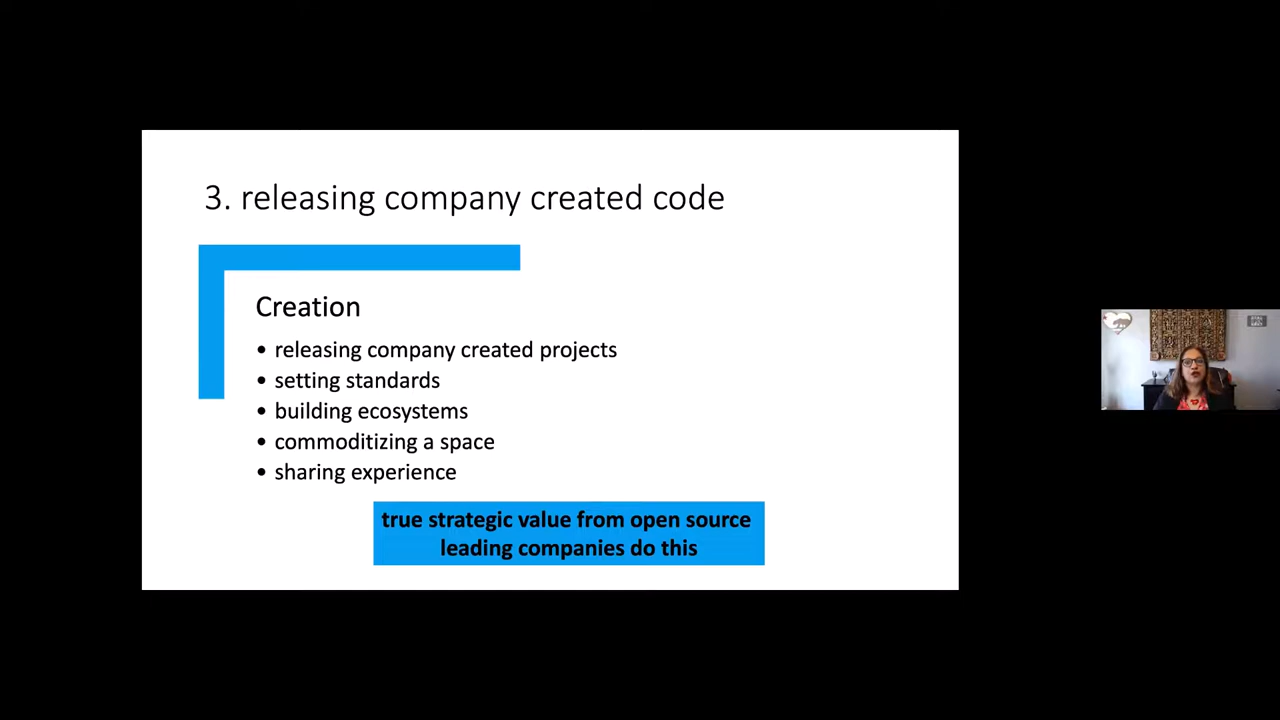 3. releasing company created code
Creation
• releasing company created projects
• setting standards
• building ecosystems
• commoditizing a space
• sharing experience
true strategic value from open source
leading companies do this